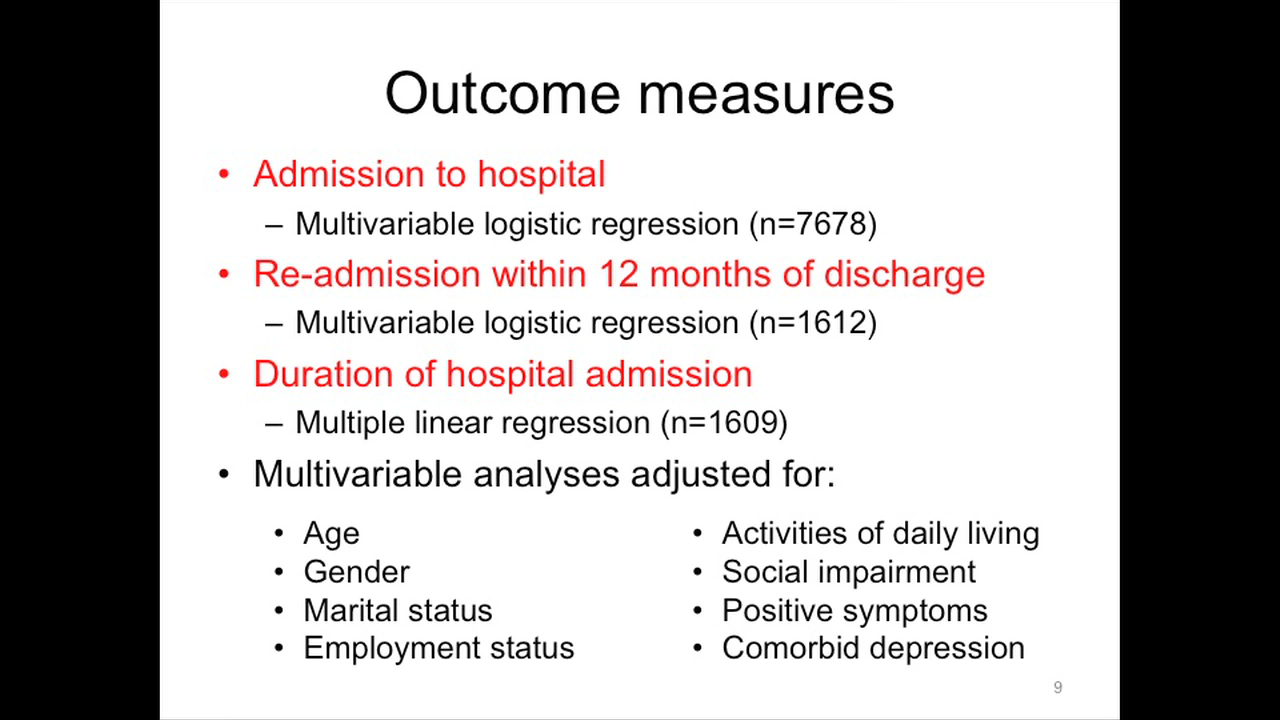 Outcome measures
• Admission to hospital
– Multivariable logistic regression (n=7678)
• Re-admission within 12 months of discharge
– Multivariable logistic regression (n=1612)
• Duration of hospital admission
– Multiple linear regression (n=1609)
• Multivariable analyses adjusted for:
• Age
• Gender
• Marital status
• Employment status
• Activities of daily living
• Social impairment
• Positive symptoms
• Comorbid depression
9